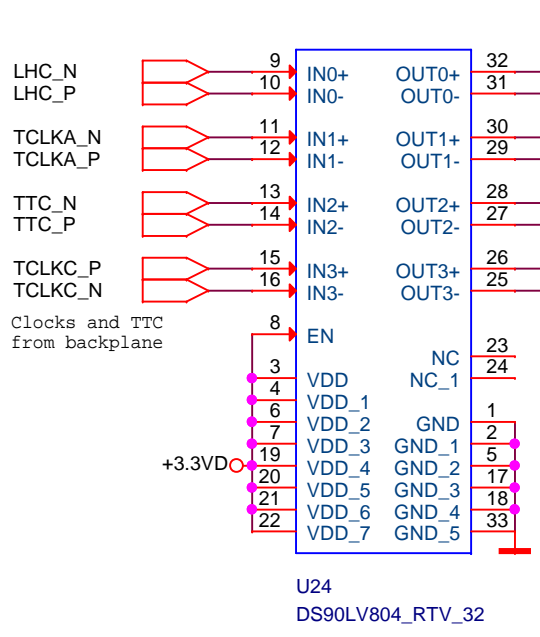 9 32
LHC_N IN0+ OUT0+
10 31
LHC_P IN0- OUT0-
11 30
TCLKA_N IN1+ OUT1+
12 29
TCLKA_P IN1- OUT1-
13 28
TTC_N IN2+ OUT2+
14 27
TTC_P IN2- OUT2-
15 26
TCLKC_P IN3+ OUT3+
16 25
TCLKC_N IN3- OUT3-
Clocks and TTC
from backplane
8
EN
23
NC
3 24
VDD NC_1
4
VDD_1
6 1
VDD_2 GND
7 2
VDD_3 GND_1
19 5
+3.3VD VDD_4 GND_2
20 17
VDD_5 GND_3
21 18
VDD_6 GND_4
22 33
VDD_7 GND_5
U24
DS90LV804_RTV_32